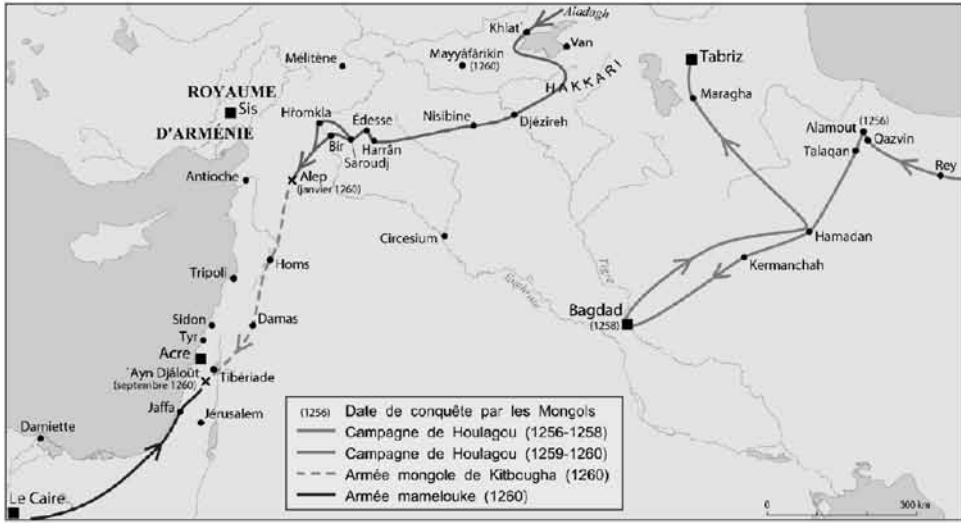 Aladagh
Khlat'
Van
Mélitène
Mayyâfârikîn
(1260)
HAKKARI
Tabriz
ROYAUME
Sis
D'ARMÉNIE
Maragha
Hṙomkla
Édesse
Nisibine
Djézireh
Alamout (1256)
Qazvin
Bir
Harrân
Saroudj
Talaqan
Rey
Antioche
Alep
(janvier 1260)
Circesium
Hamadan
Homs
Kermanchah
Tripoli
Euphrate
Tigre
Bagdad
(1258)
Sidon
Damas
Tyr
Acre
'Ayn Djâloût
(septembre 1260)
Tibériade
Jaffa
Jérusalem
Damiette
Le Caire
(1256) Date de conquête par les Mongols
Campagne de Houlagou (1256-1258)
Campagne de Houlagou (1259-1260)
Armée mongole de Kitbougha (1260)
Armée mamelouke (1260)
0 300 km